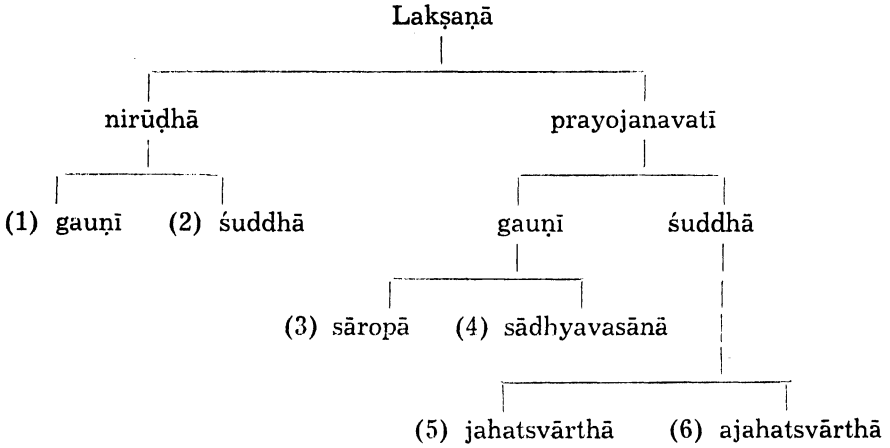 Lakṣaṇā
nirūḍhā prayojanavatī
(1) gauṇī (2) śuddhā gauṇī śuddhā
(3) sāropā (4) sādhyavasānā
(5) jahatsvārthā (6) ajahatsvārthā